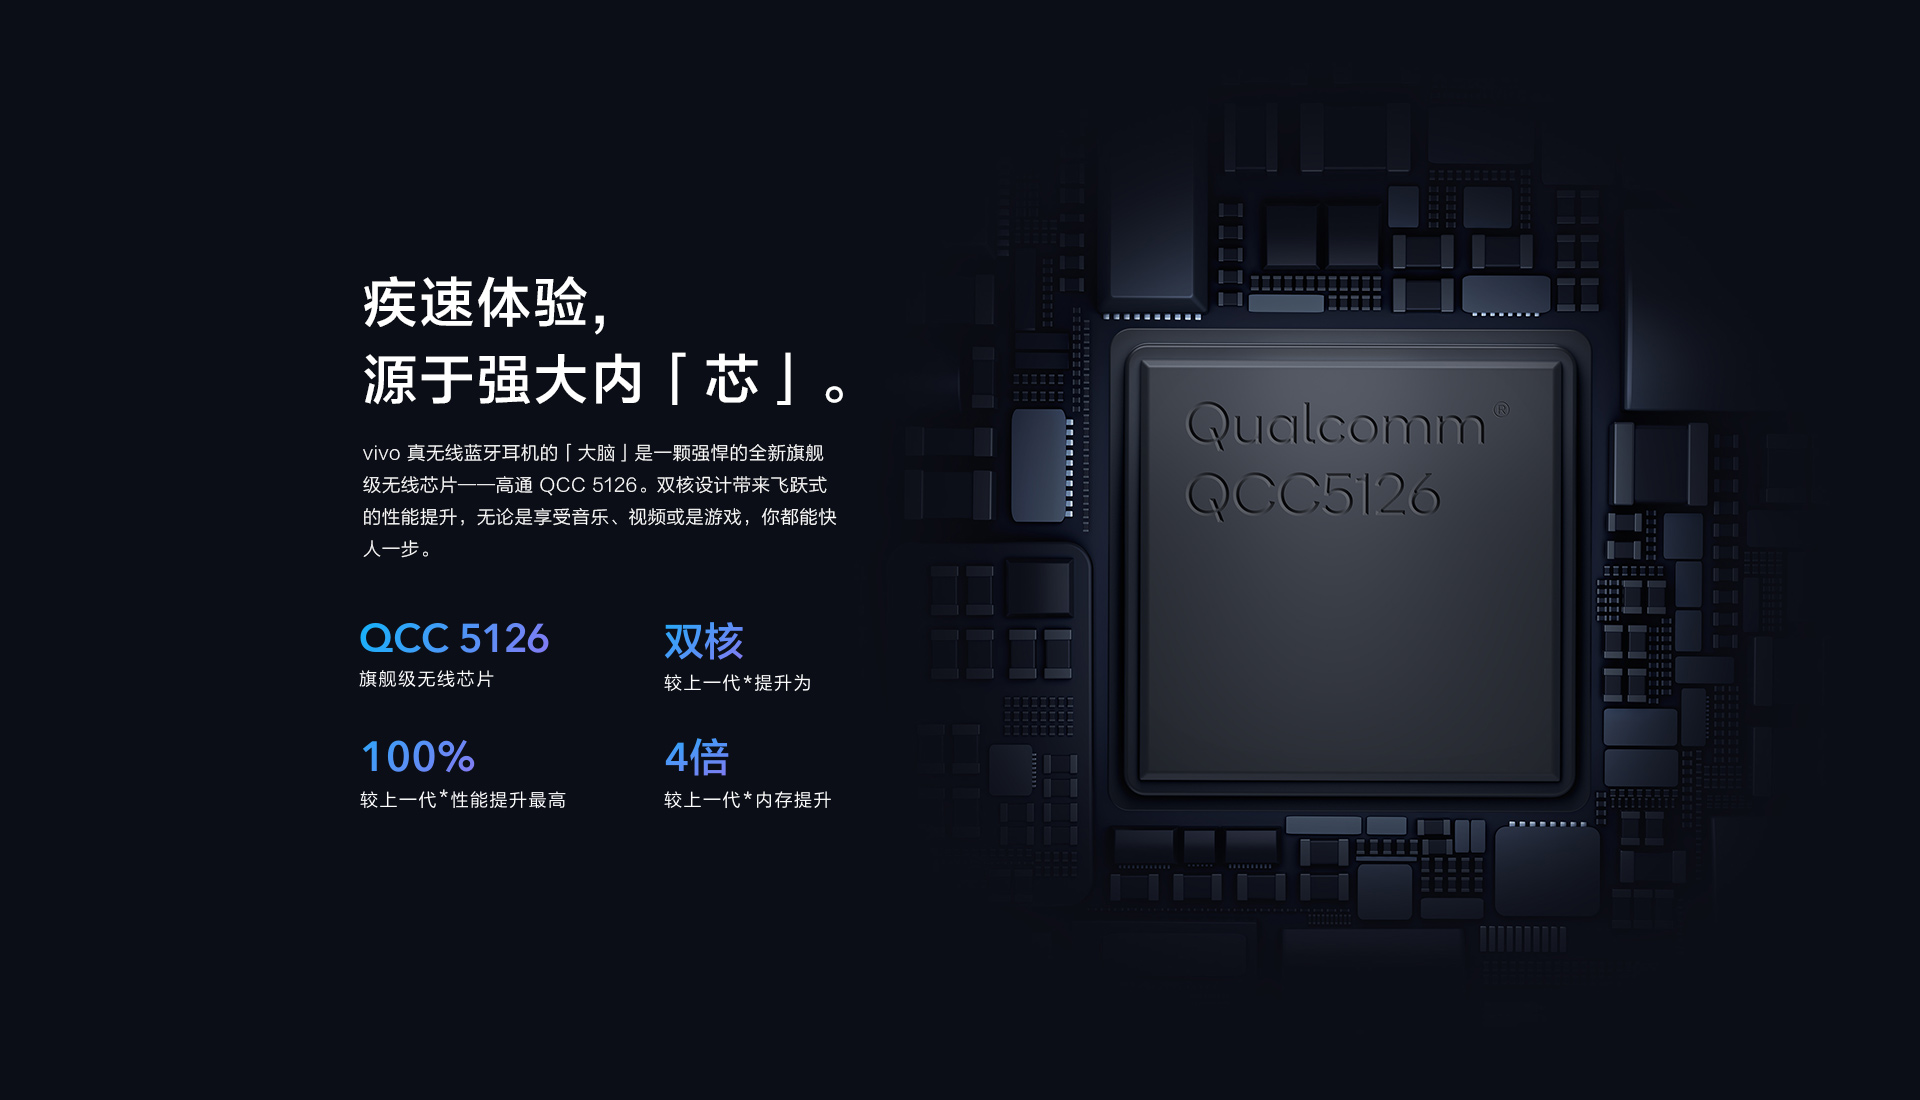 疾速体验，
源于强大内「芯」。
vivo 真无线蓝牙耳机的「大脑」是一颗强悍的全新旗舰
级无线芯片——高通 QCC 5126。双核设计带来飞跃式
的性能提升，无论是享受音乐、视频或是游戏，你都能快
人一步。
QCC 5126
旗舰级无线芯片
双核
较上一代*提升为
100%
较上一代*性能提升最高
4倍
较上一代*内存提升
Qualcomm®
QCC5126